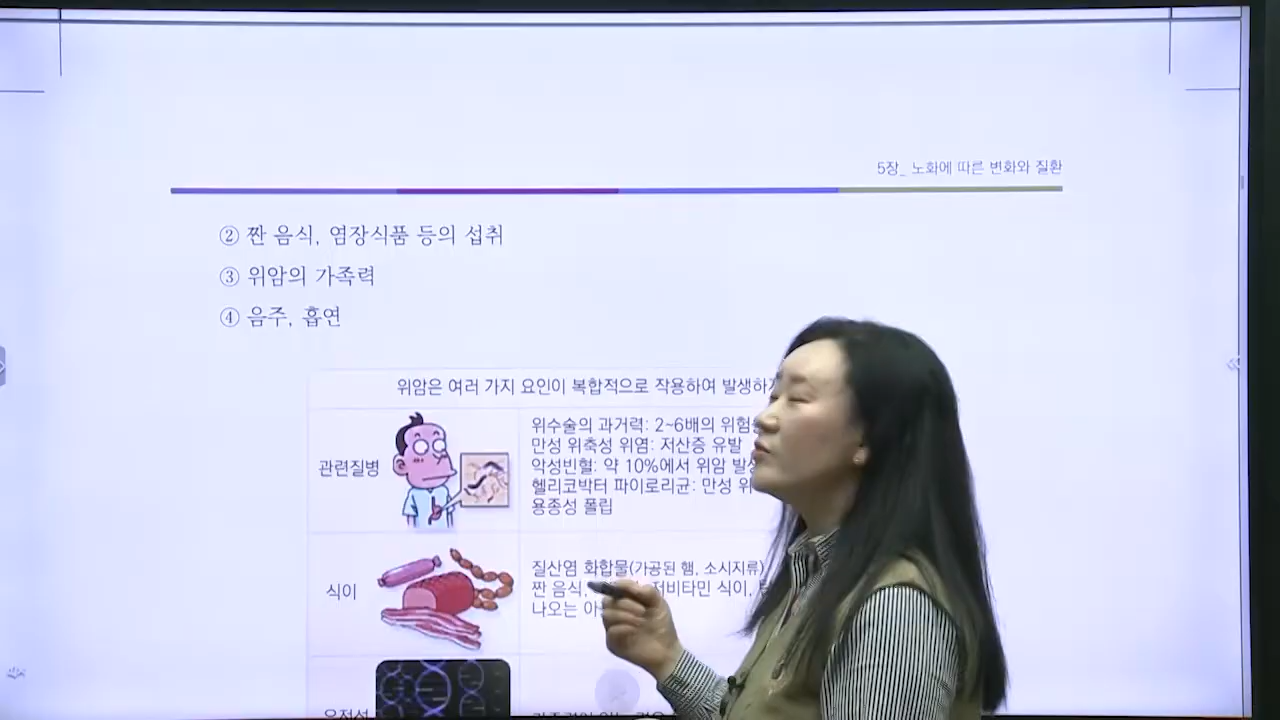 5장_ 노화에 따른 변화와 질환
② 짠 음식, 염장식품 등의 섭취
③ 위암의 가족력
④ 음주, 흡연
위암은 여러 가지 요인이 복합적으로 작용하여
관련질병
위수술의 과거력: 2~6배의
만성 위축성 위염: 저산증 유발
악성빈혈: 약 10%에서 위암
헬리코박터 파이로리균: 만성
용종성 폴립
식이
질산염 화합물(가공된 햄, 소시지류)
짠 음식, 저비타민 식이,
나오는